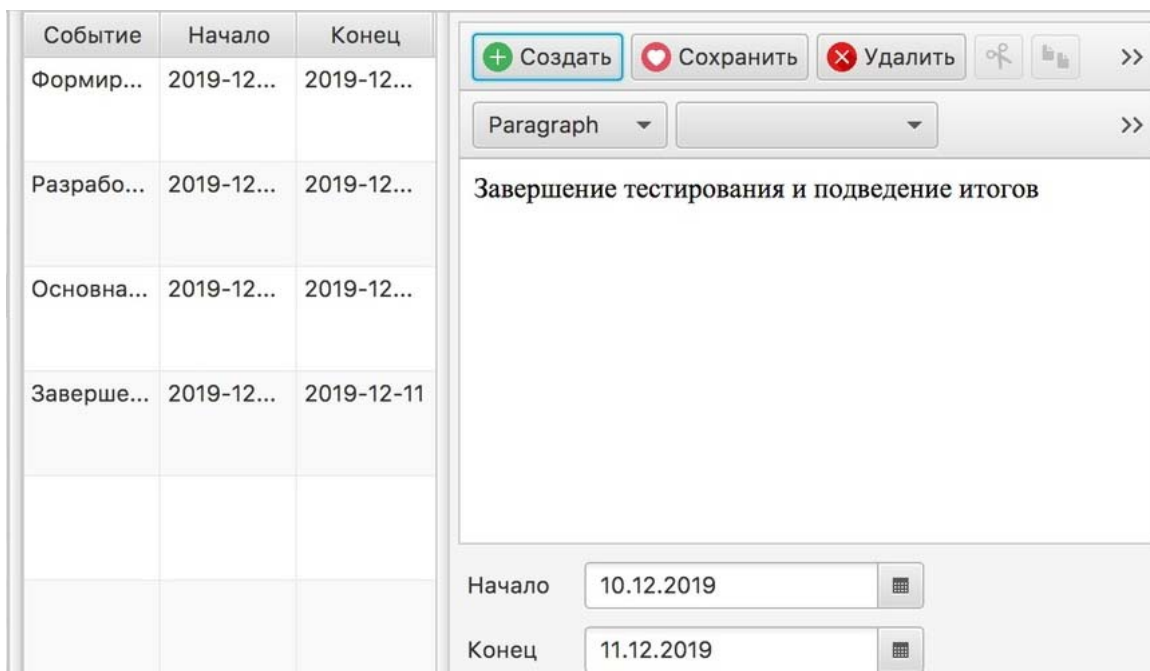 Событие Начало Конец
Формир... 2019-12... 2019-12...
Разрабо... 2019-12... 2019-12...
Основна... 2019-12... 2019-12...
Заверше... 2019-12... 2019-12-11
Создать Сохранить Удалить >>
Paragraph >>
Завершение тестирования и подведение итогов
Начало 10.12.2019
Конец 11.12.2019